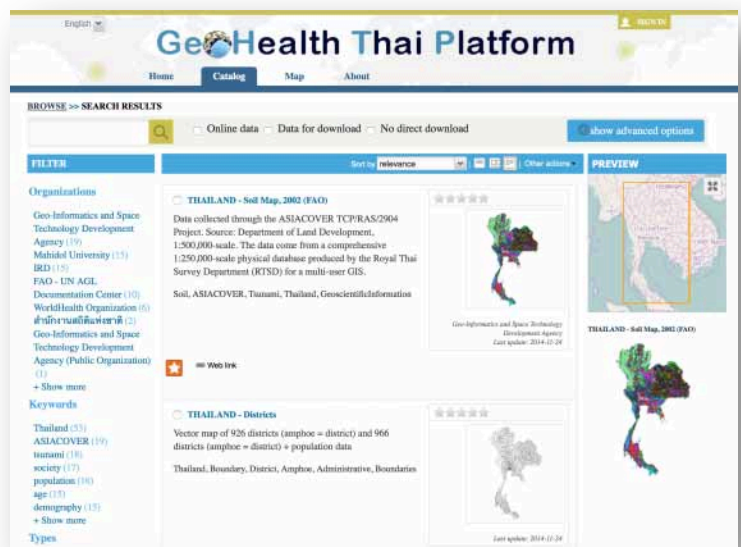 English
SIGN IN
GeoHealth Thai Platform
Home Catalog Map About
BROWSE >> SEARCH RESULTS
Online data Data for download No direct download
show advanced options
FILTER
Sort by relevance Other actions
PREVIEW
Organizations
Geo-Informatics and Space
Technology Development
Agency (19)
Mahidol University (15)
IRD (15)
FAO - UN AGL
Documentation Center (10)
WorldHealth Organization (6)
สำนักงานสถิติแห่งชาติ (2)
Geo-Informatics and Space
Technology Development
Agency (Public Organization)
(1)
+ Show more
Keywords
Thailand (53)
ASIACOVER (19)
tsunami (18)
society (17)
population (16)
age (15)
demography (15)
+ Show more
Types
THAILAND - Soil Map, 2002 (FAO)
Data collected through the ASIACOVER TCP/RAS/2904
Project. Source: Department of Land Development,
1:500,000-scale. The data come from a comprehensive
1:250,000-scale physical database produced by the Royal Thai
Survey Department (RTSD) for a multi-user GIS.
Soil, ASIACOVER, Tsunami, Thailand, GeoscientificInformation
Geo-Informatics and Space Technology
Development Agency
Last update: 2014-11-24
Web link
THAILAND - Districts
Vector map of 926 districts (amphoe = district) and 966
districts (amphoe = district) + population data
Thailand, Boundary, District, Amphoe, Administrative, Boundaries
Last update: 2014-11-24
THAILAND - Soil Map, 2002 (FAO)